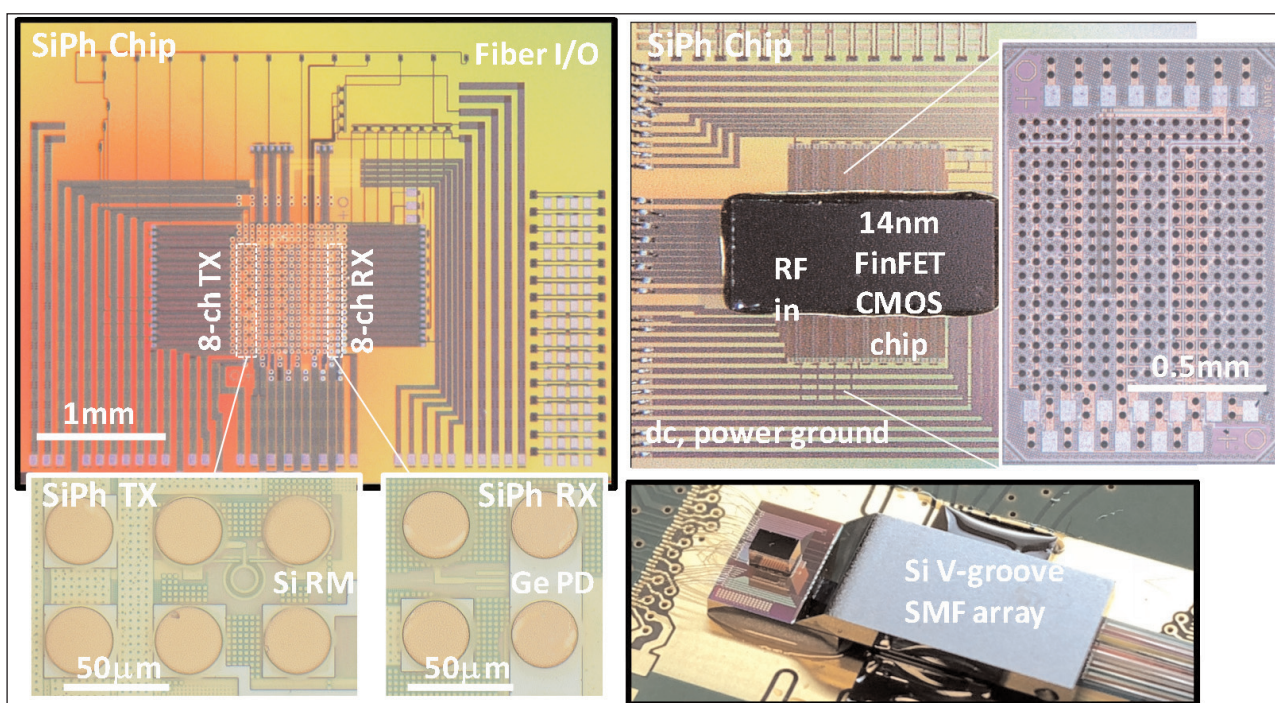 SiPh Chip
Fiber I/O
8-ch TX
8-ch RX
1mm
SiPh TX
Si RM
50μm
SiPh RX
Ge PD
50μm
SiPh Chip
RF
in
14nm
FinFET
CMOS
chip
dc, power ground
0.5mm
Si V-groove
SMF array